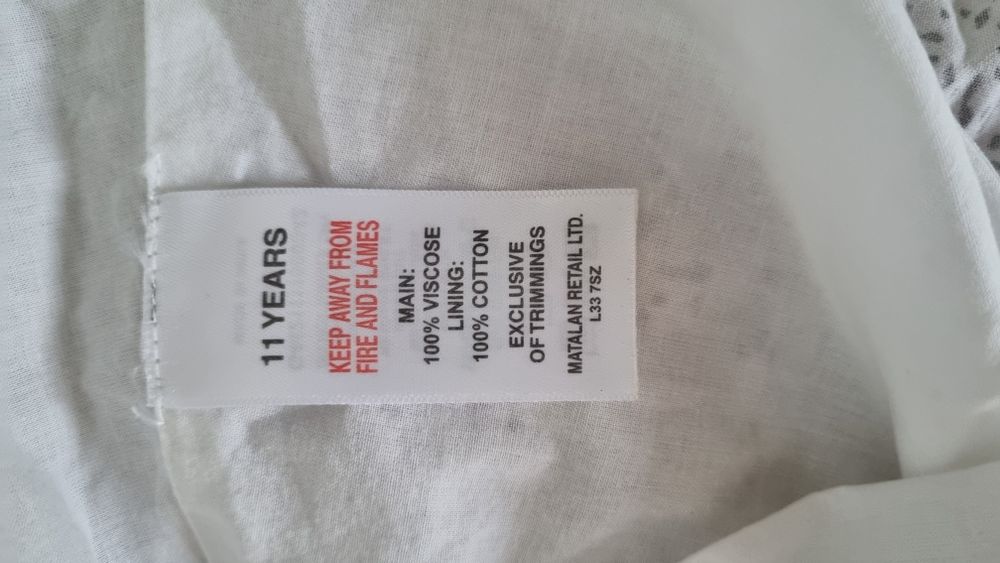 11 YEARS
KEEP AWAY FROM
FIRE AND FLAMES
MAIN:
100% VISCOSE
LINING:
100% COTTON
EXCLUSIVE
OF TRIMMINGS
MATALAN RETAIL LTD.
L33 7SZ